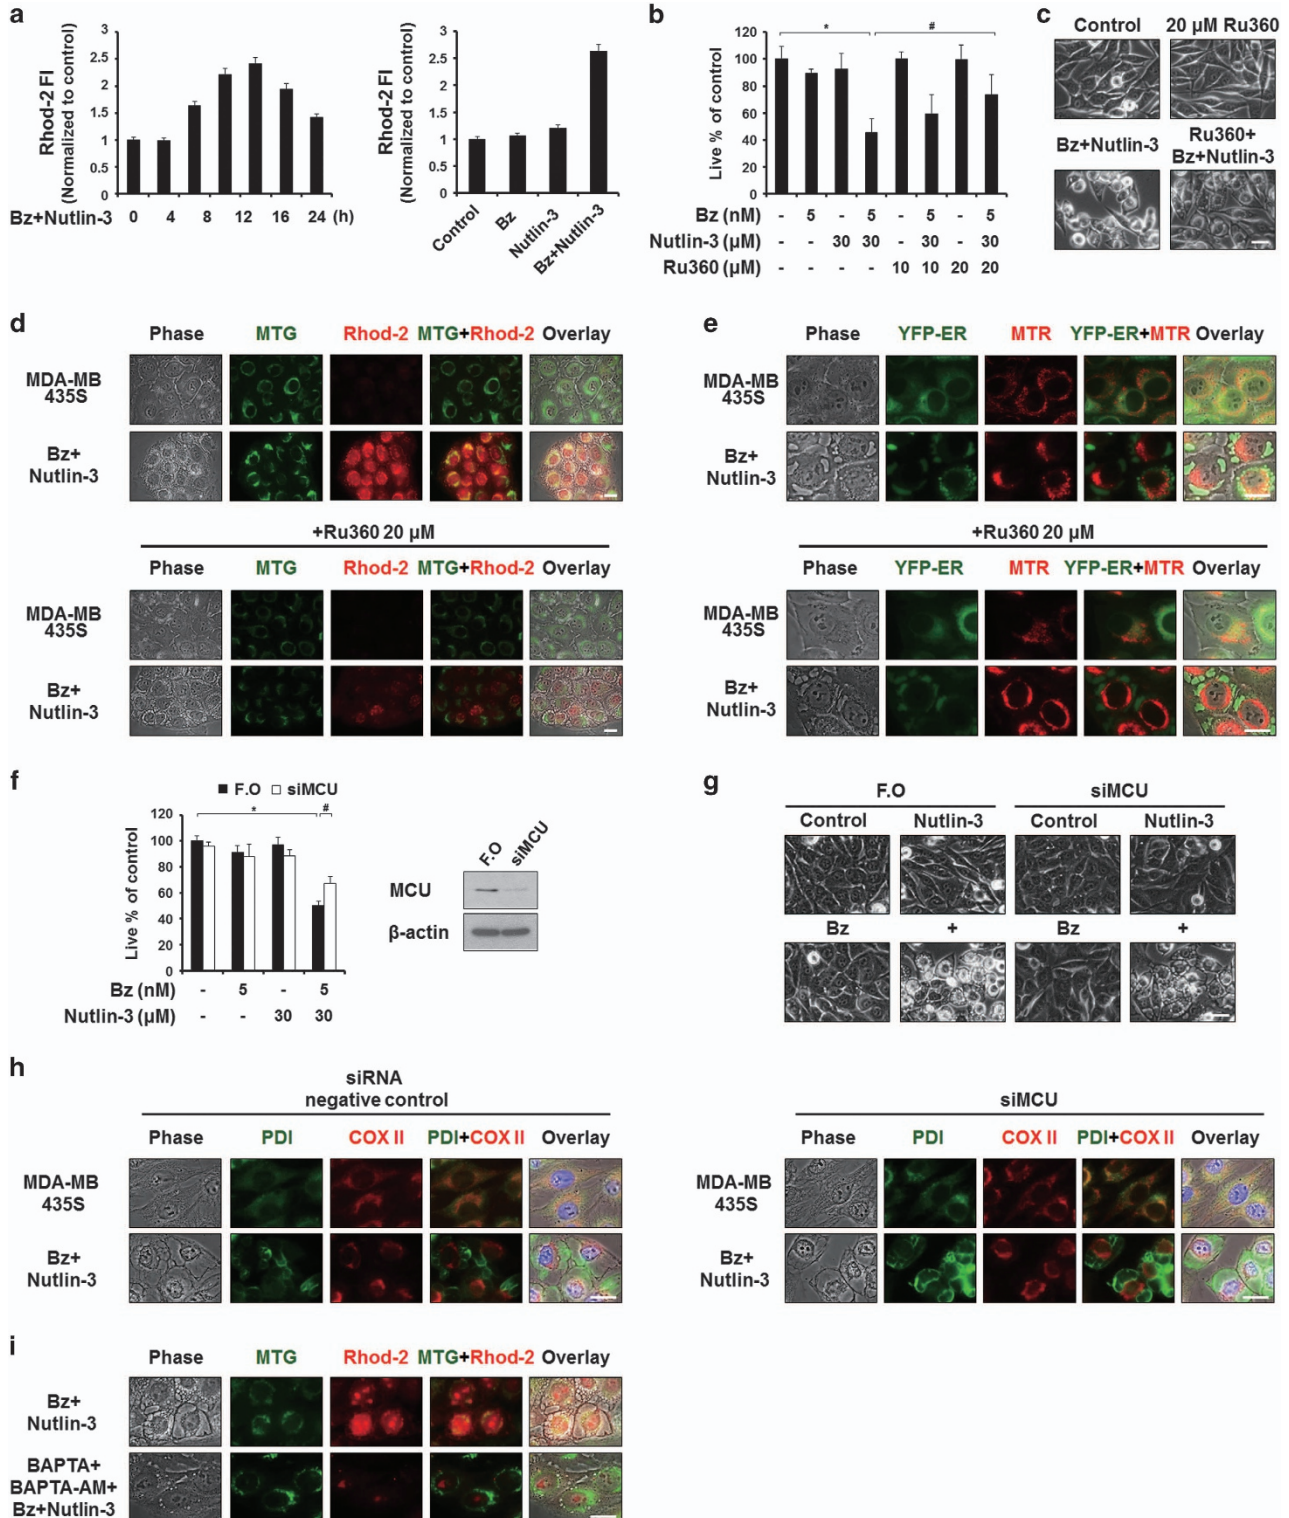 a
Rhod-2 FI
(Normalized to control)
3
2.5
2
1.5
1
0.5
0
Bz+Nutlin-3 0 4 8 12 16 24 (h)
Rhod-2 FI
(Normalized to control)
3
2.5
2
1.5
1
0.5
0
Control
Bz
Nutlin-3
Bz+Nutlin-3
b
Live % of control
120
100
80
60
40
20
0
* #
Bz (nM) - 5 - 5 - 5 - 5
Nutlin-3 (μM) - - 30 30 - 30 - 30
Ru360 (μM) - - - - 10 10 20 20
c
Control 20 μM Ru360
Bz+Nutlin-3 Ru360+
Bz+Nutlin-3
d
Phase MTG Rhod-2 MTG+Rhod-2 Overlay
MDA-MB
435S
Bz+
Nutlin-3
+Ru360 20 μM
Phase MTG Rhod-2 MTG+Rhod-2 Overlay
MDA-MB
435S
Bz+
Nutlin-3
e
Phase YFP-ER MTR YFP-ER+MTR Overlay
MDA-MB
435S
Bz+
Nutlin-3
+Ru360 20 μM
Phase YFP-ER MTR YFP-ER+MTR Overlay
MDA-MB
435S
Bz+
Nutlin-3
f
F.O siMCU
Live % of control
120
100
80
60
40
20
0
* #
Bz (nM) - 5 - 5
Nutlin-3 (μM) - - 30 30
F.O siMCU
MCU
β-actin
g
F.O siMCU
Control Nutlin-3 Control Nutlin-3
Bz + Bz +
h
siRNA
negative control
Phase PDI COX II PDI+COX II Overlay
MDA-MB
435S
Bz+
Nutlin-3
siMCU
Phase PDI COX II PDI+COX II Overlay
MDA-MB
435S
Bz+
Nutlin-3
i
Phase MTG Rhod-2 MTG+Rhod-2 Overlay
Bz+
Nutlin-3
BAPTA+
BAPTA-AM+
Bz+Nutlin-3